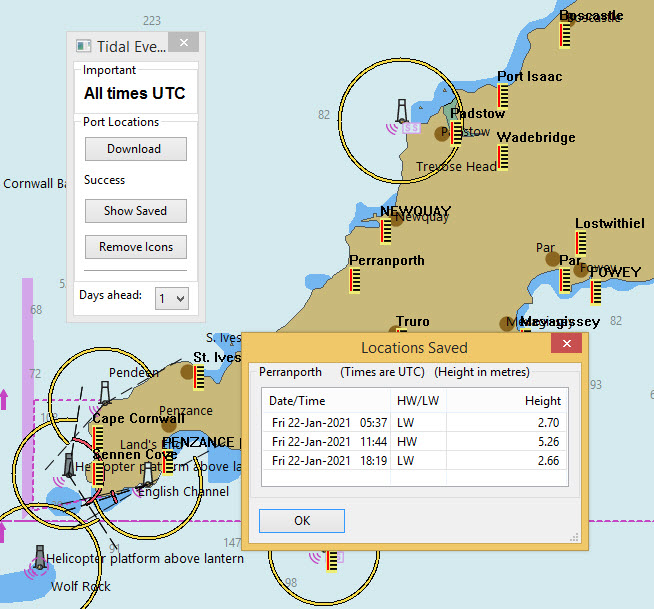 223
Boscastle
Tidal Eve...
Important
All times UTC
Port Isaac
82
Padstow
Port Locations
Download
Wadebridge
Trevose Head
Success
Cornwall Ba
Show Saved
NEWQUAY
Newquay
Lostwithiel
Remove Icons
Par
Perranporth
Par
FOWEY
Fowey
Days ahead: 1
68
Truro
Mevagissey
82
S. Ives
Locations Saved
St. Ives
Perranporth (Times are UTC) (Height in metres)
72
Pendeen
93
Date/Time HW/LW Height
Penzance
Cape Cornwall
Fri 22-Jan-2021 05:37 LW 2.70
Land's End
PENZANCE
Fri 22-Jan-2021 11:44 HW 5.26
Sennen Cove
Fri 22-Jan-2021 18:19 LW 2.66
Helicopter platform above la
English Channel
OK
91
147
Helicopter platform above lantern
98
Wolf Rock